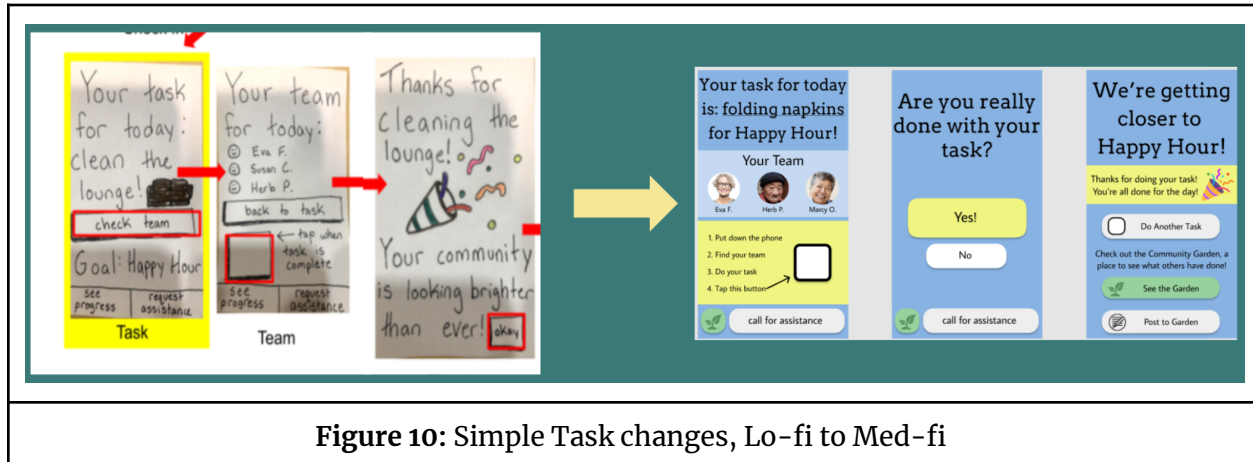 Your task
for today:
clean the
lounge!
check team
Goal: Happy Hour
see
progress
request
assistance
Task
Your team
for today:
Eva F.
Susan C.
Herb P.
back to task
← tap when
task is
complete
see
progress
request
assistance
Team
Thanks for
cleaning the
lounge!
Your community
is looking brighter
than ever!
okay
Your task for today
is: folding napkins
for Happy Hour!
Your Team
Eva F.
Herb P.
Marcy O.
1. Put down the phone
2. Find your team
3. Do your task
4. Tap this button
call for assistance
Are you really
done with your
task?
Yes!
No
call for assistance
We're getting
closer to
Happy Hour!
Thanks for doing your task!
You're all done for the day!
Do Another Task
Check out the Community Garden, a
place to see what others have done!
See the Garden
Post to Garden
Figure 10: Simple Task changes, Lo-fi to Med-fi